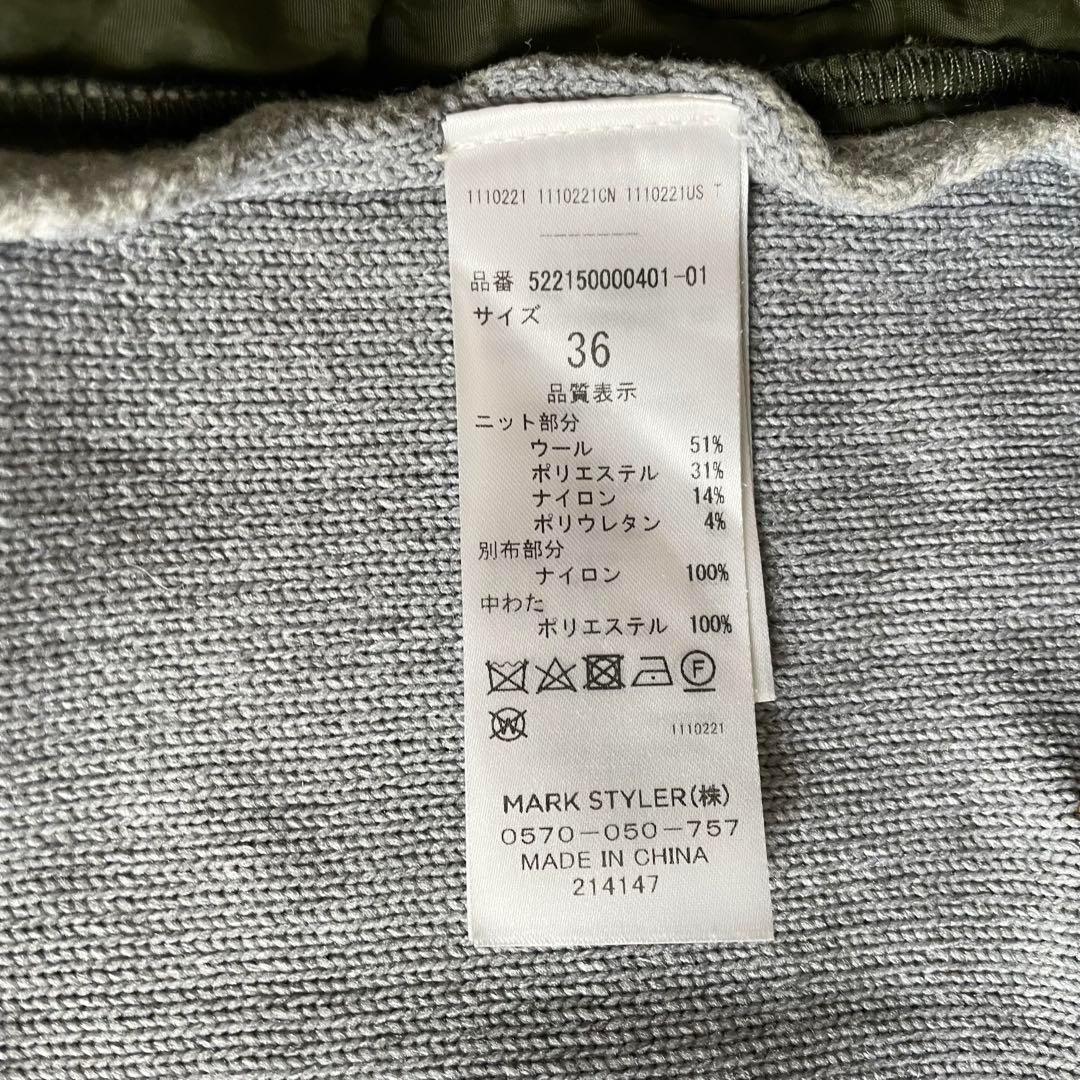 1110221 1110221CN 1110221US T
品番 522150000401-01
サイズ
36
品質表示
ニット部分
ウール 51%
ポリエステル 31%
ナイロン 14%
ポリウレタン 4%
別布部分
ナイロン 100%
中わた
ポリエステル 100%
F
W 1110221
MARK STYLER(株)
0570-050-757
MADE IN CHINA
214147